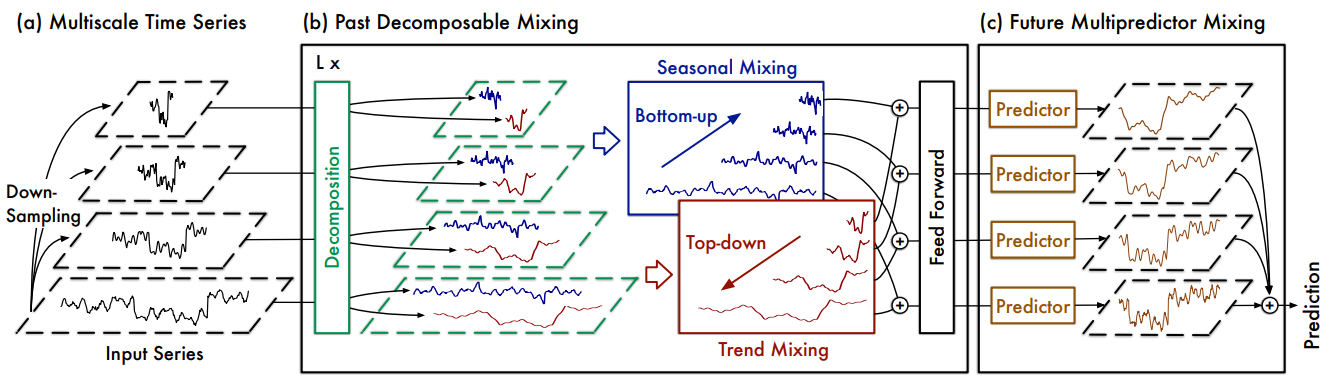 (a) Multiscale Time Series
(b) Past Decomposable Mixing
(c) Future Multipredictor Mixing
L x
Down-
Sampling
Input Series
Decomposition
Seasonal Mixing
Bottom-up
Top-down
Trend Mixing
Feed Forward
Predictor
Predictor
Predictor
Predictor
Prediction